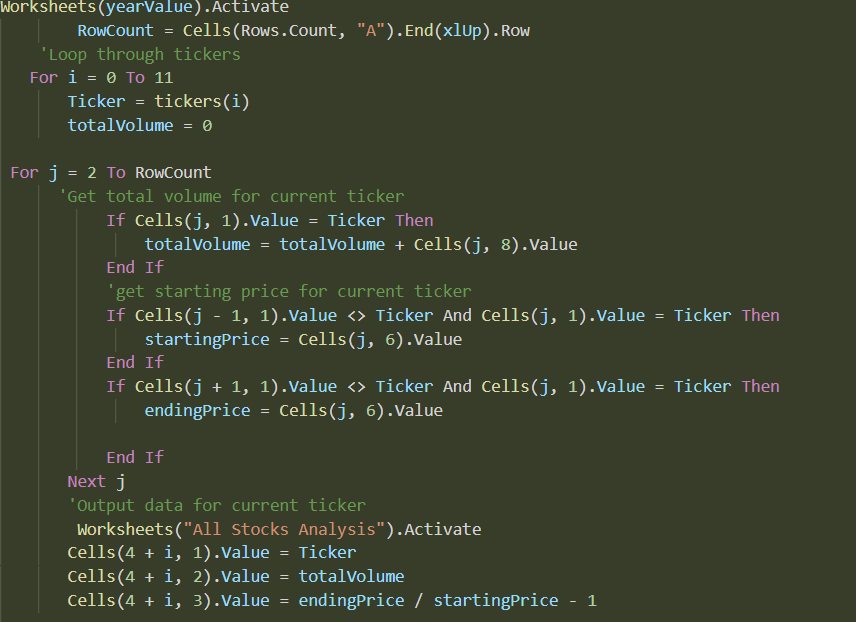 Worksheets(yearValue).Activate
RowCount = Cells(Rows.Count, "A").End(xlUp).Row
'Loop through tickers
For i = 0 To 11
Ticker = tickers(i)
totalVolume = 0
For j = 2 To RowCount
'Get total volume for current ticker
If Cells(j, 1).Value = Ticker Then
totalVolume = totalVolume + Cells(j, 8).Value
End If
'get starting price for current ticker
If Cells(j - 1, 1).Value <> Ticker And Cells(j, 1).Value = Ticker Then
startingPrice = Cells(j, 6).Value
End If
If Cells(j + 1, 1).Value <> Ticker And Cells(j, 1).Value = Ticker Then
endingPrice = Cells(j, 6).Value
End If
Next j
'Output data for current ticker
Worksheets("All Stocks Analysis").Activate
Cells(4 + i, 1).Value = Ticker
Cells(4 + i, 2).Value = totalVolume
Cells(4 + i, 3).Value = endingPrice / startingPrice - 1